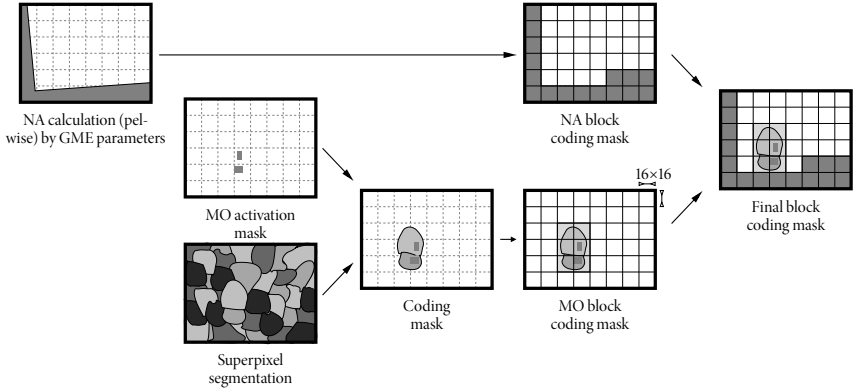 NA calculation (pel-
wise) by GME parameters
NA block
coding mask
MO activation
mask
16×16
Final block
coding mask
Coding
mask
MO block
coding mask
Superpixel
segmentation